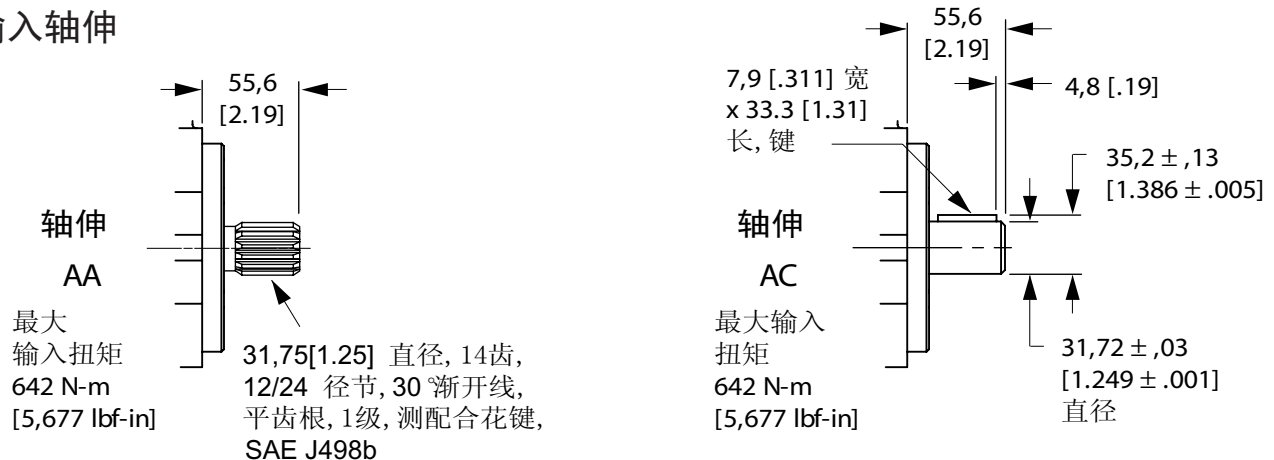 入轴伸
55,6
[2.19]
轴伸
AA
最大
输入扭矩
642 N-m
[5,677 lbf-in]
31,75[1.25] 直径, 14齿,
12/24 径节, 30 °渐开线,
平齿根, 1级, 测配合花键,
SAE J498b
55,6
[2.19]
7,9 [.311] 宽
x 33.3 [1.31]
长, 键
4,8 [.19]
35,2 ± ,13
[1.386 ± .005]
轴伸
AC
最大输入
扭矩
642 N-m
[5,677 lbf-in]
31,72 ± ,03
[1.249 ± .001]
直径